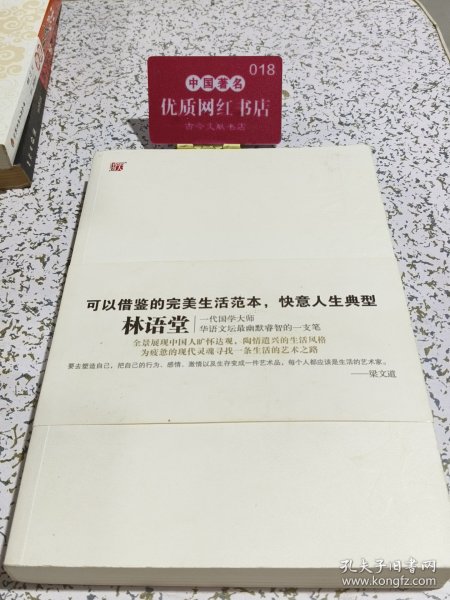 018
中国著名
优质网红书店
古今文献书店
可以借鉴的完美生活范本，快意人生典型
林语堂
一代国学大师
华语文坛最幽默睿智的一支笔
全景展现中国人旷怀达观，陶情遣兴的生活风格
为疲惫的现代灵魂寻找一条生活的艺术之路
要去塑造自己，把自己的行为、感情、激情以及生存变成一件艺术品，每个人都应该是生活的艺术家。
——梁文道
孔夫子旧书网
www.kongfz.com